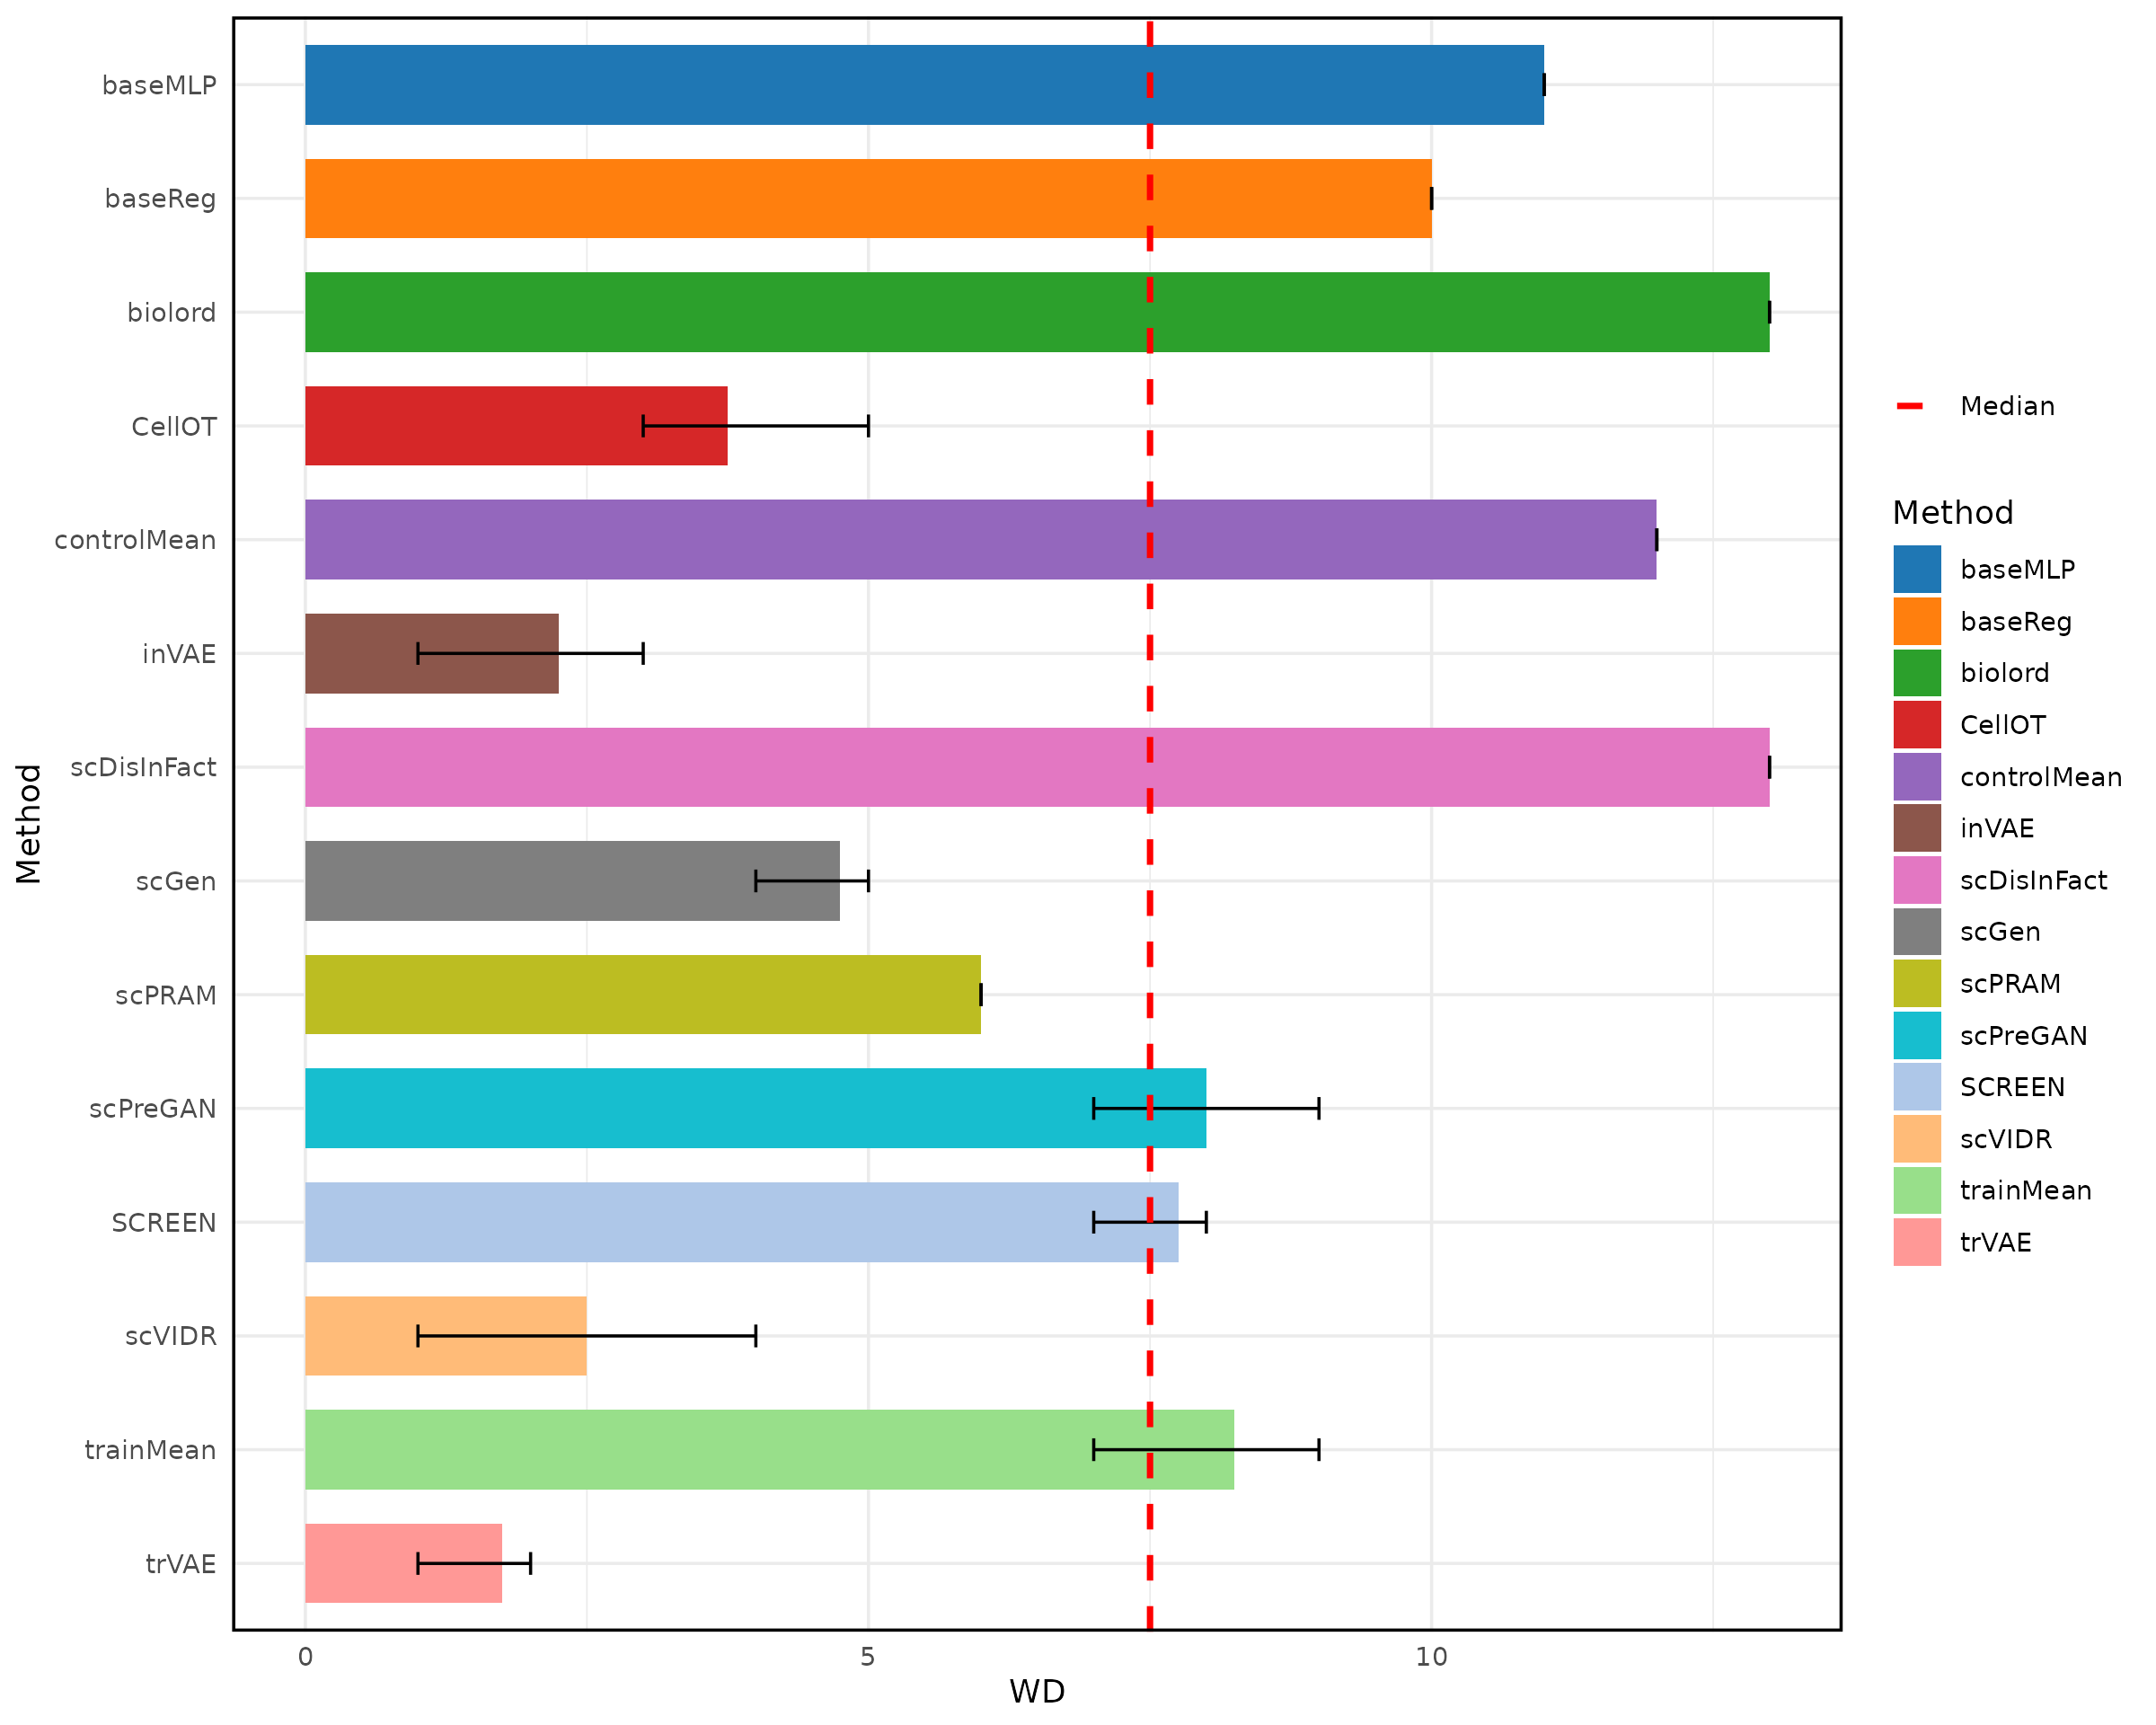 baseMLP
baseReg
biolord
CellOT
controlMean
inVAE
scDisInFact
scGen
scPRAM
scPreGAN
SCREEN
scVIDR
trainMean
trVAE
Method
0 5 10
WD
Median
Method
baseMLP
baseReg
biolord
CellOT
controlMean
inVAE
scDisInFact
scGen
scPRAM
scPreGAN
SCREEN
scVIDR
trainMean
trVAE